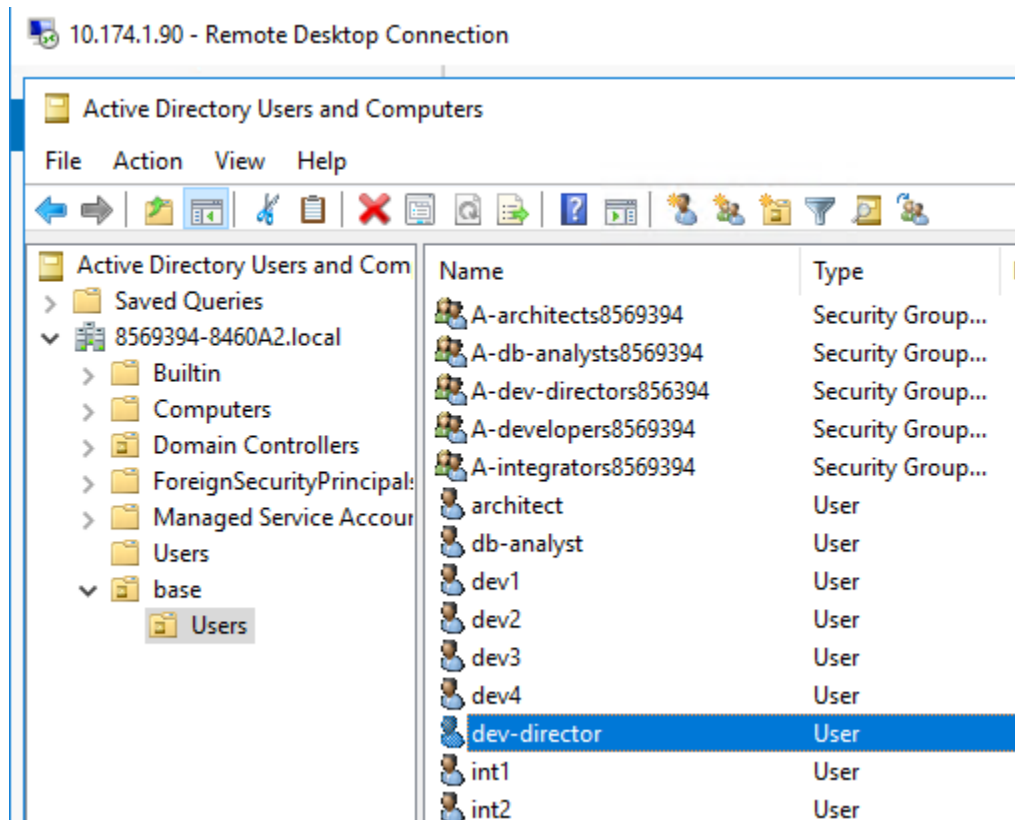 10.174.1.90 - Remote Desktop Connection
Active Directory Users and Computers
File Action View Help
Active Directory Users and Com
Saved Queries
8569394-8460A2.local
Builtin
Computers
Domain Controllers
ForeignSecurityPrincipals
Managed Service Accour
Users
base
Users
Name Type
A-architects8569394 Security Group...
A-db-analysts8569394 Security Group...
A-dev-directors856394 Security Group...
A-developers8569394 Security Group...
A-integrators8569394 Security Group...
architect User
db-analyst User
dev1 User
dev2 User
dev3 User
dev4 User
dev-director User
int1 User
int2 User